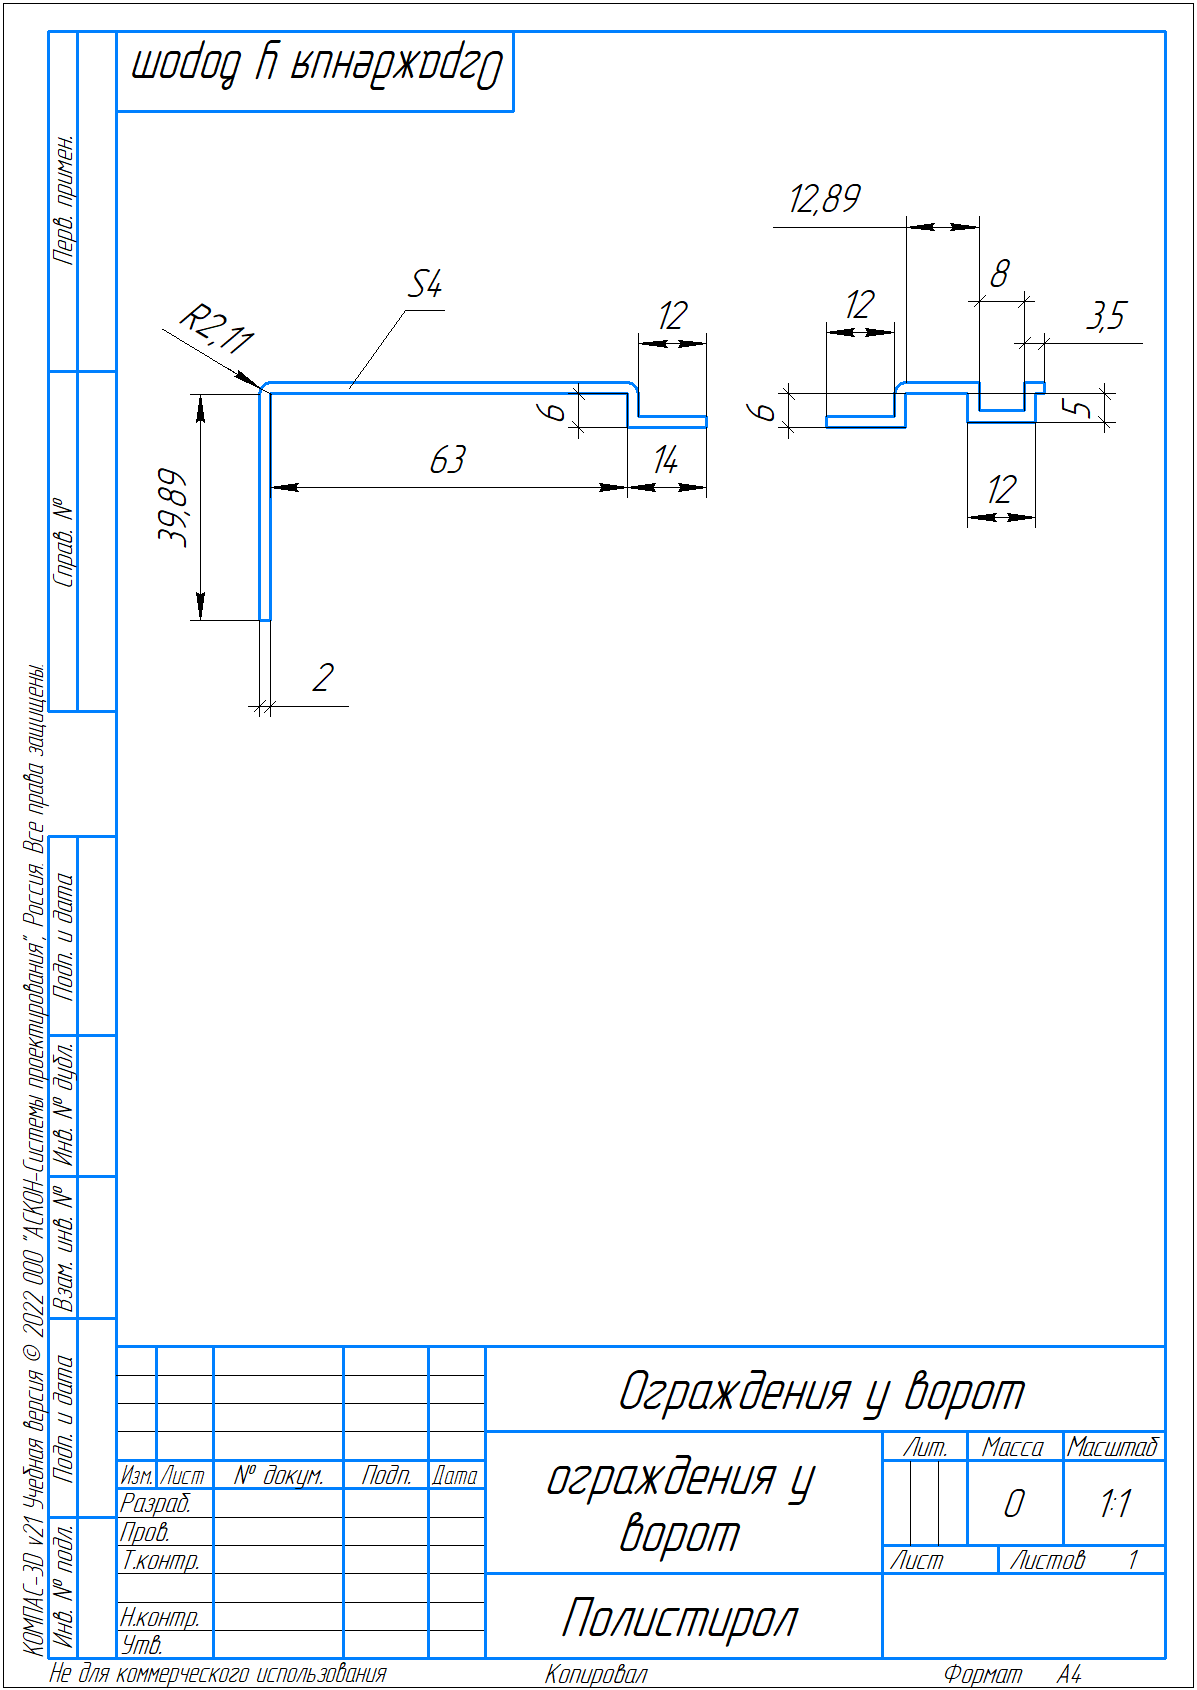 Ограждения у ворот
Перв. примен.
Справ. №
Подп. и дата
Инв. № дубл.
Взам. инв. №
Подп. и дата
Инв. № подл.
КОМПАС-3D v21 Учебная версия © 2022 ООО "АСКОН-Системы проектирования", Россия. Все права защищены.
12,89
8
S4
12
12
3,5
R2,11
6
6
5
63
14
12
39,89
2
Ограждения у ворот
ограждения у
ворот
Лит. Масса Масштаб
0 1:1
Изм. Лист № докум. Подп. Дата
Разраб.
Пров.
Т.контр.
Лист Листов 1
Н.контр.
Утв.
Полистирол
Не для коммерческого использования Копировал Формат А4